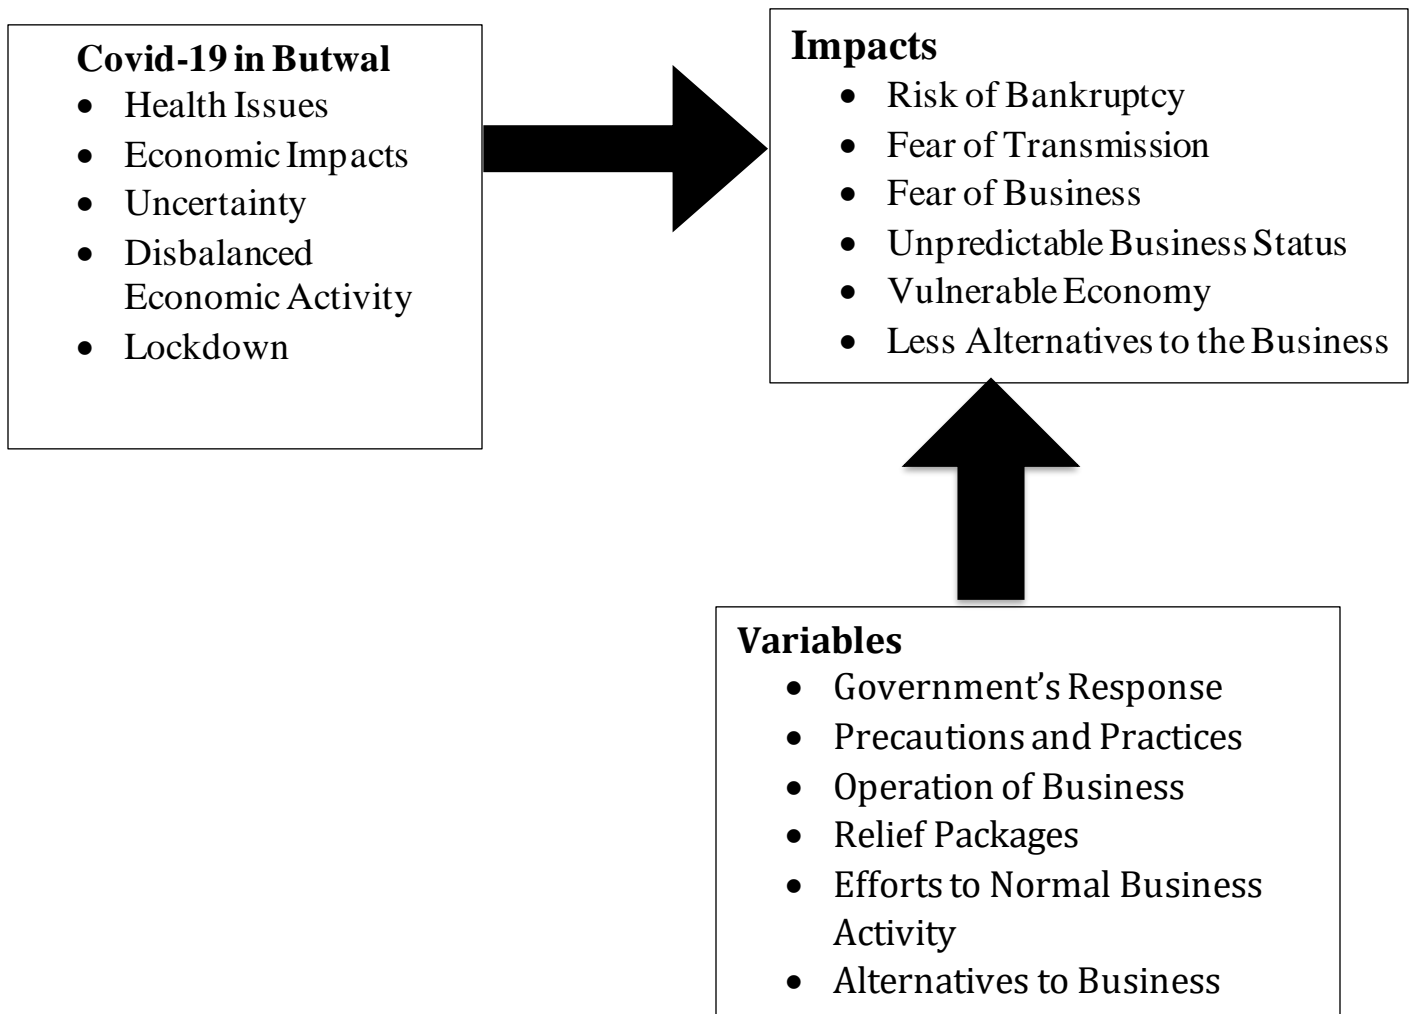 Covid-19 in Butwal
• Health Issues
• Economic Impacts
• Uncertainty
• Disbalanced
Economic Activity
• Lockdown
Impacts
• Risk of Bankruptcy
• Fear of Transmission
• Fear of Business
• Unpredictable Business Status
• Vulnerable Economy
• Less Alternatives to the Business
Variables
• Government’s Response
• Precautions and Practices
• Operation of Business
• Relief Packages
• Efforts to Normal Business
Activity
• Alternatives to Business